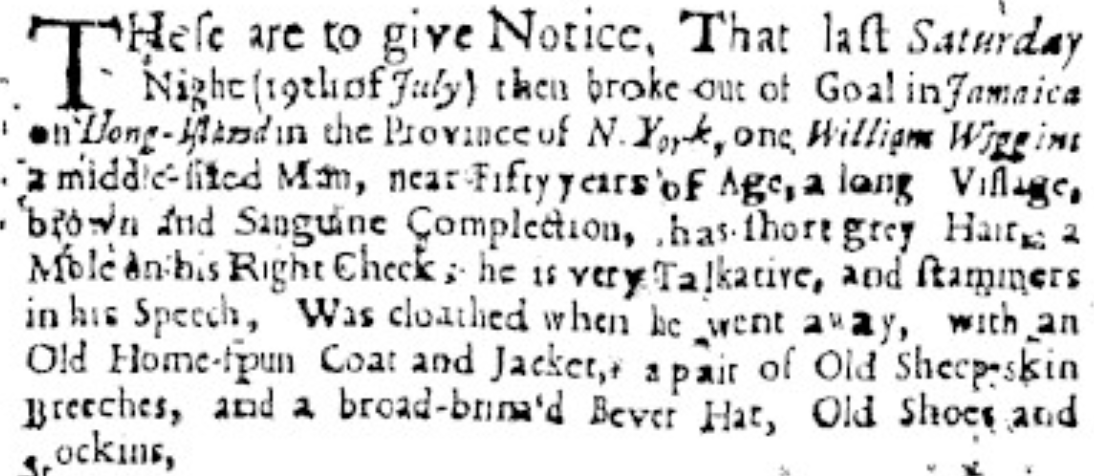 THeſe are to give Notice, That laſt Saturday
Night (19th of July) then broke out of Goal in Jamaica
on Long-Iſland in the Province of N. York, one William Wiggins
a middle-ſized Man, near Fifty years of Age, a long Viſage,
brown and Sanguine Complection, has ſhort grey Hair, a
Mole on his Right Cheek; he is very Talkative, and ſtammers
in his Speech, Was cloathed when he went away, with an
Old Home-ſpun Coat and Jacket, a pair of Old Sheep-skin
Breeches, and a broad-brim'd Bever Hat, Old Shoes and
Stockins,